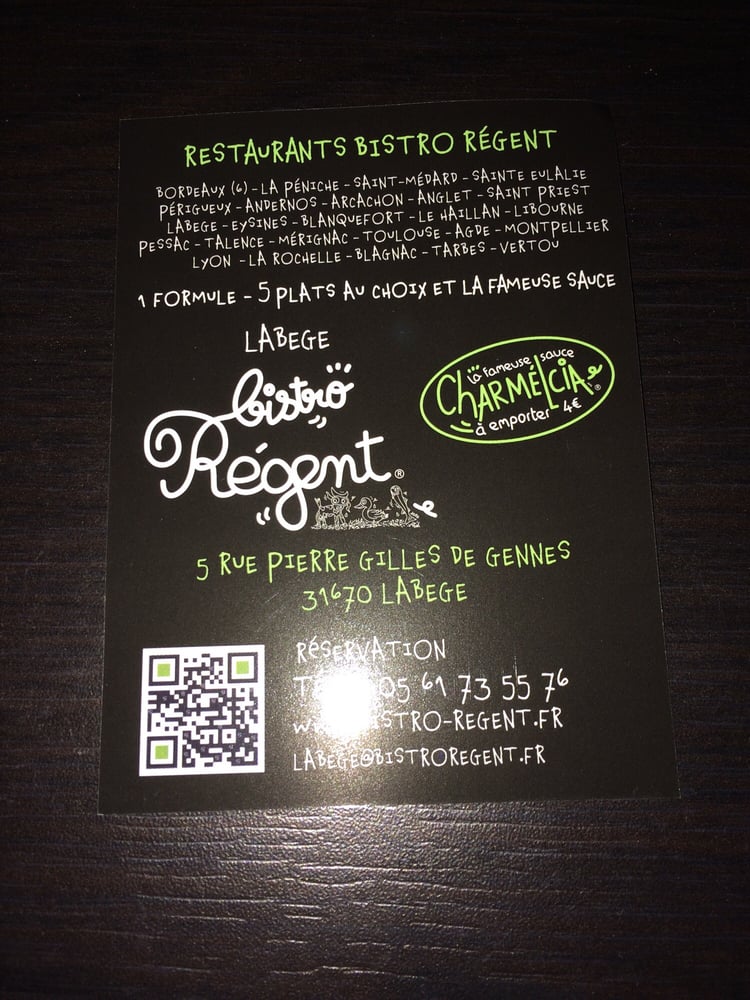 RESTAURANTS BISTRO RÉGENT
BORDEAUX (6) - LA PÉNICHE - SAINT-MÉDARD - SAINTE EULALIE
PÉRIGUEUX - ANDERNOS - ARCACHON - ANGLET - SAINT PRIEST
LABEGE - EYSINES - BLANQUEFORT - LE HAILLAN - LIBOURNE
PESSAC - TALENCE - MÉRIGNAC - TOULOUSE - AGDE - MONTPELLIER
LYON - LA ROCHELLE - BLAGNAC - TARBES - VERTOU
1 FORMULE - 5 PLATS AU CHOIX ET LA FAMEUSE SAUCE
LABEGE
bistro
Régent®
la fameuse sauce
CHARMÉLCIA®
à emporter 4€
5 RUE PIERRE GILLES DE GENNES
31670 LABEGE
RÉSERVATION
05 61 73 55 76
BISTRO-REGENT.FR
LABEGE@BISTROREGENT.FR